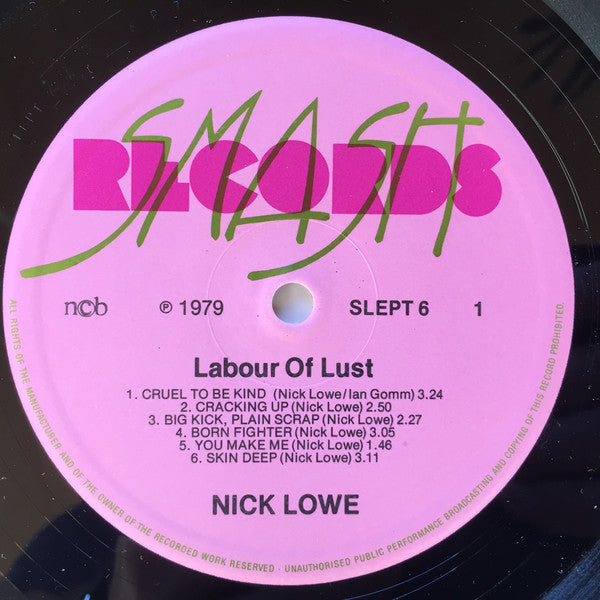 SMASH
RECORDS
ncb ℗ 1979 SLEPT 6 1
Labour Of Lust
1. CRUEL TO BE KIND (Nick Lowe/Ian Gomm) 3.24
2. CRACKING UP (Nick Lowe) 2.50
3. BIG KICK, PLAIN SCRAP (Nick Lowe) 2.27
4. BORN FIGHTER (Nick Lowe) 3.05
5. YOU MAKE ME (Nick Lowe) 1.46
6. SKIN DEEP (Nick Lowe) 3.11
NICK LOWE
ALL RIGHTS OF THE MANUFACTURER AND OF THE OWNER OF THE RECORDED WORK RESERVED · UNAUTHORISED PUBLIC PERFORMANCE BROADCASTING AND COPYING OF THIS RECORD PROHIBITED.